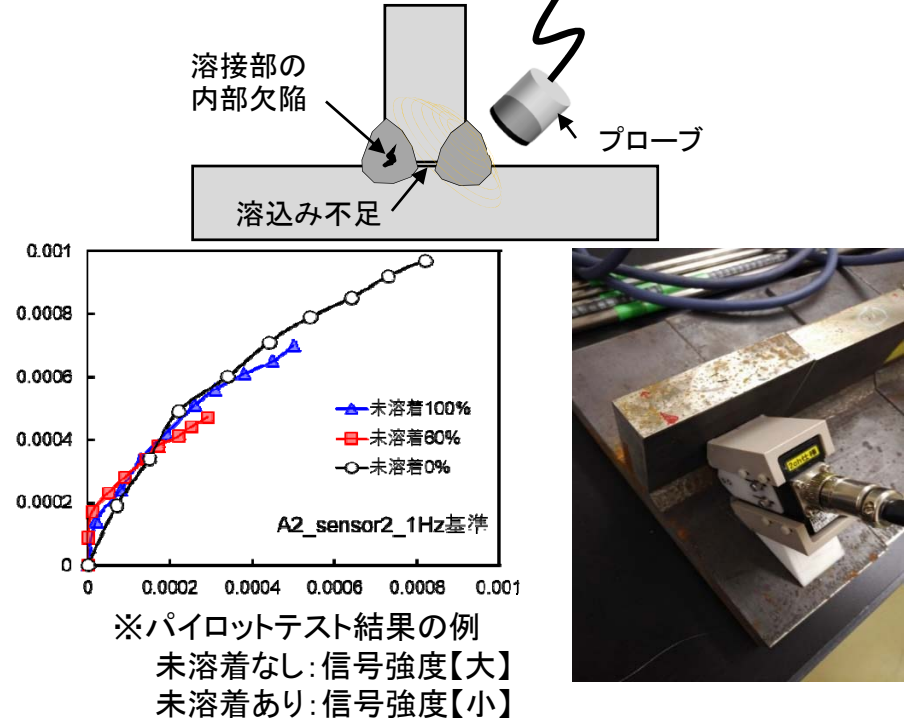 溶接部の
内部欠陥
プローブ
溶込み不足
0.001
0.0008
0.0006
0.0004
0.0002
0
未溶着100%
未溶着60%
未溶着0%
A2_sensor2_1Hz基準
0
0.0002
0.0004
0.0006
0.0008
0.001
※パイロットテスト結果の例
未溶着なし:信号強度【大】
未溶着あり:信号強度【小】